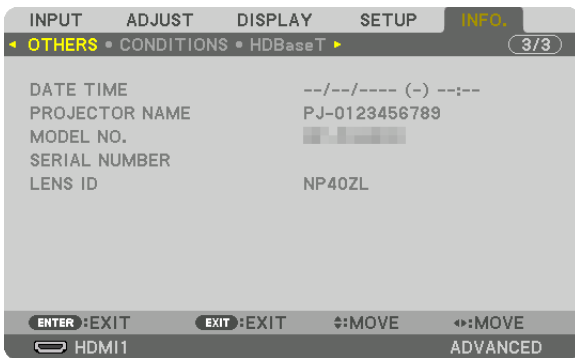 INPUT ADJUST DISPLAY SETUP INFO.
OTHERS • CONDITIONS • HDBaseT 3/3
DATE TIME --/--/---- (-) --:--
PROJECTOR NAME PJ-0123456789
MODEL NO.
SERIAL NUMBER
LENS ID NP40ZL
ENTER :EXIT EXIT :EXIT :MOVE :MOVE
HDMI1 ADVANCED